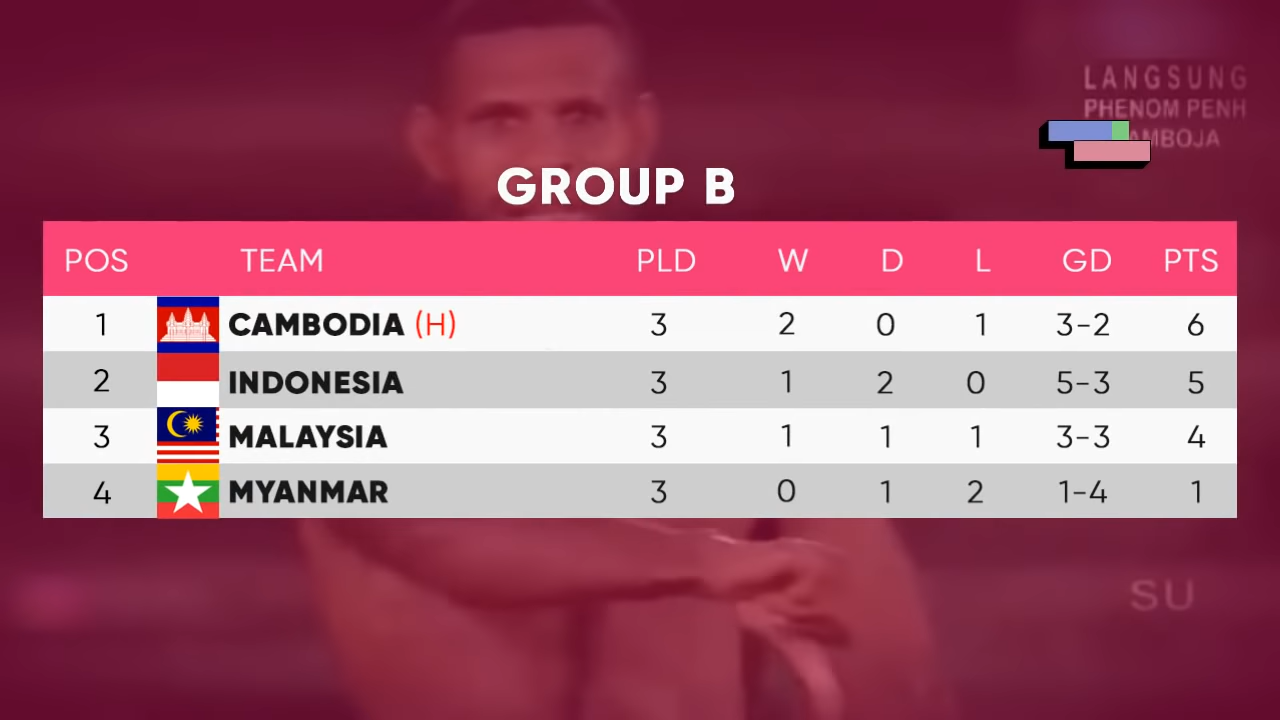 LANGSUNG
PHENOM PENH
AMBOJA
GROUP B
POS TEAM PLD W D L GD PTS
1 CAMBODIA (H) 3 2 0 1 3-2 6
2 INDONESIA 3 1 2 0 5-3 5
3 MALAYSIA 3 1 1 1 3-3 4
4 MYANMAR 3 0 1 2 1-4 1
SU